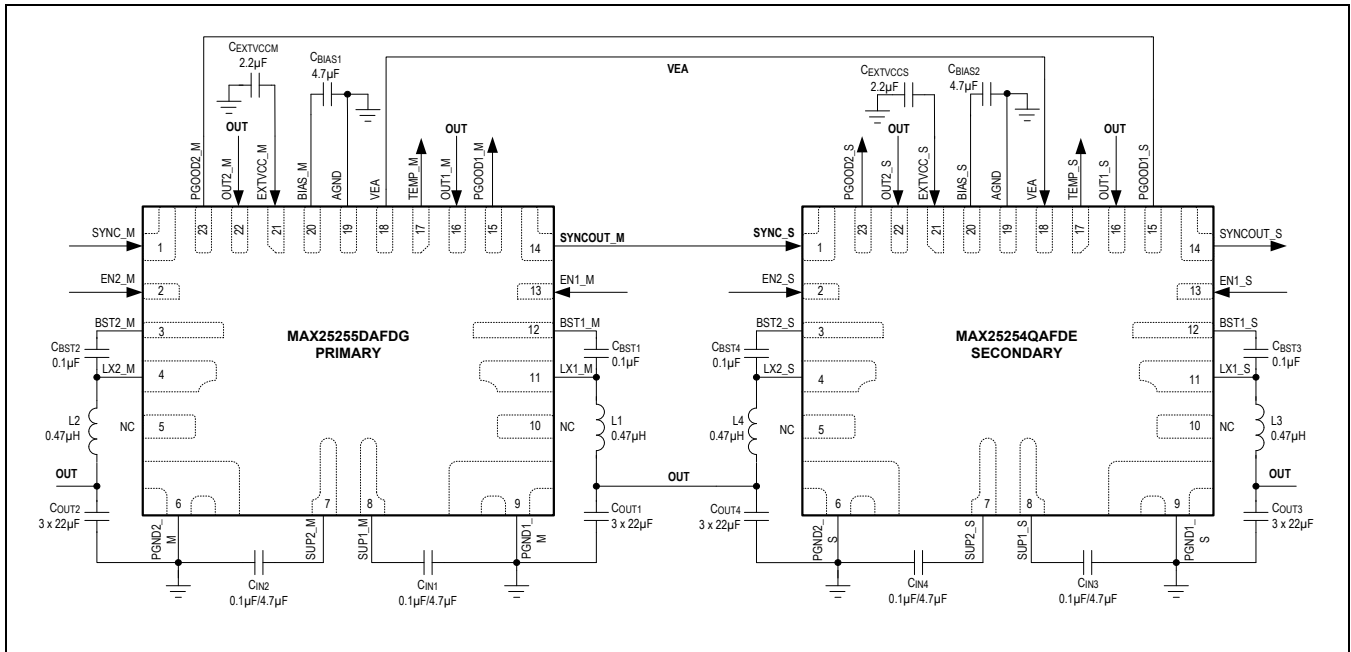 CEXTVCCM
2.2µF
CBIAS1
4.7µF
VEA
CEXTVCCS
2.2µF
CBIAS2
4.7µF
OUT
OUT
OUT
OUT
PGOOD2_M
OUT2_M
EXTVCC_M
BIAS_M
AGND
VEA
TEMP_M
OUT1_M
PGOOD1_M
PGOOD2_S
OUT2_S
EXTVCC_S
BIAS_S
AGND
VEA
TEMP_S
OUT1_S
PGOOD1_S
23
22
21
20
19
18
17
16
15
23
22
21
20
19
18
17
16
15
SYNC_M
1
14
SYNCOUT_M
SYNC_S
1
14
SYNCOUT_S
EN2_M
2
13
EN1_M
EN2_S
2
13
EN1_S
BST2_M
3
12
BST1_M
BST2_S
3
12
BST1_S
MAX25255DAFDG
PRIMARY
MAX25254QAFDE
SECONDARY
CBST2
0.1µF
CBST1
0.1µF
CBST4
0.1µF
CBST3
0.1µF
LX2_M
4
11
LX1_M
LX2_S
4
11
LX1_S
L2
0.47µH
NC
5
10
NC
L1
0.47µH
L4
0.47µH
NC
5
10
NC
L3
0.47µH
OUT
OUT
OUT
COUT2
3 x 22µF
6
7
8
9
COUT1
3 x 22µF
COUT4
3 x 22µF
6
7
8
9
COUT3
3 x 22µF
PGND2_
M
SUP2_M
SUP1_M
PGND1_
M
PGND2_
S
SUP2_S
SUP1_S
PGND1_
S
CIN2
0.1µF/4.7µF
CIN1
0.1µF/4.7µF
CIN4
0.1µF/4.7µF
CIN3
0.1µF/4.7µF